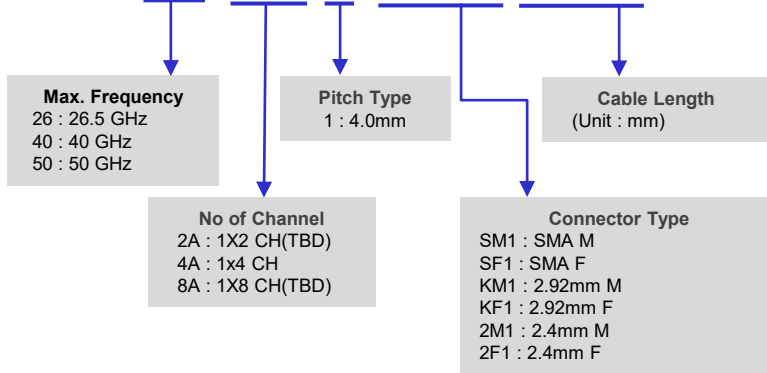 Max. Frequency
26 : 26.5 GHz
40 : 40 GHz
50 : 50 GHz
Pitch Type
1 : 4.0mm
Cable Length
(Unit : mm)
No of Channel
2A : 1X2 CH(TBD)
4A : 1x4 CH
8A : 1X8 CH(TBD)
Connector Type
SM1 : SMA M
SF1 : SMA F
KM1 : 2.92mm M
KF1 : 2.92mm F
2M1 : 2.4mm M
2F1 : 2.4mm F